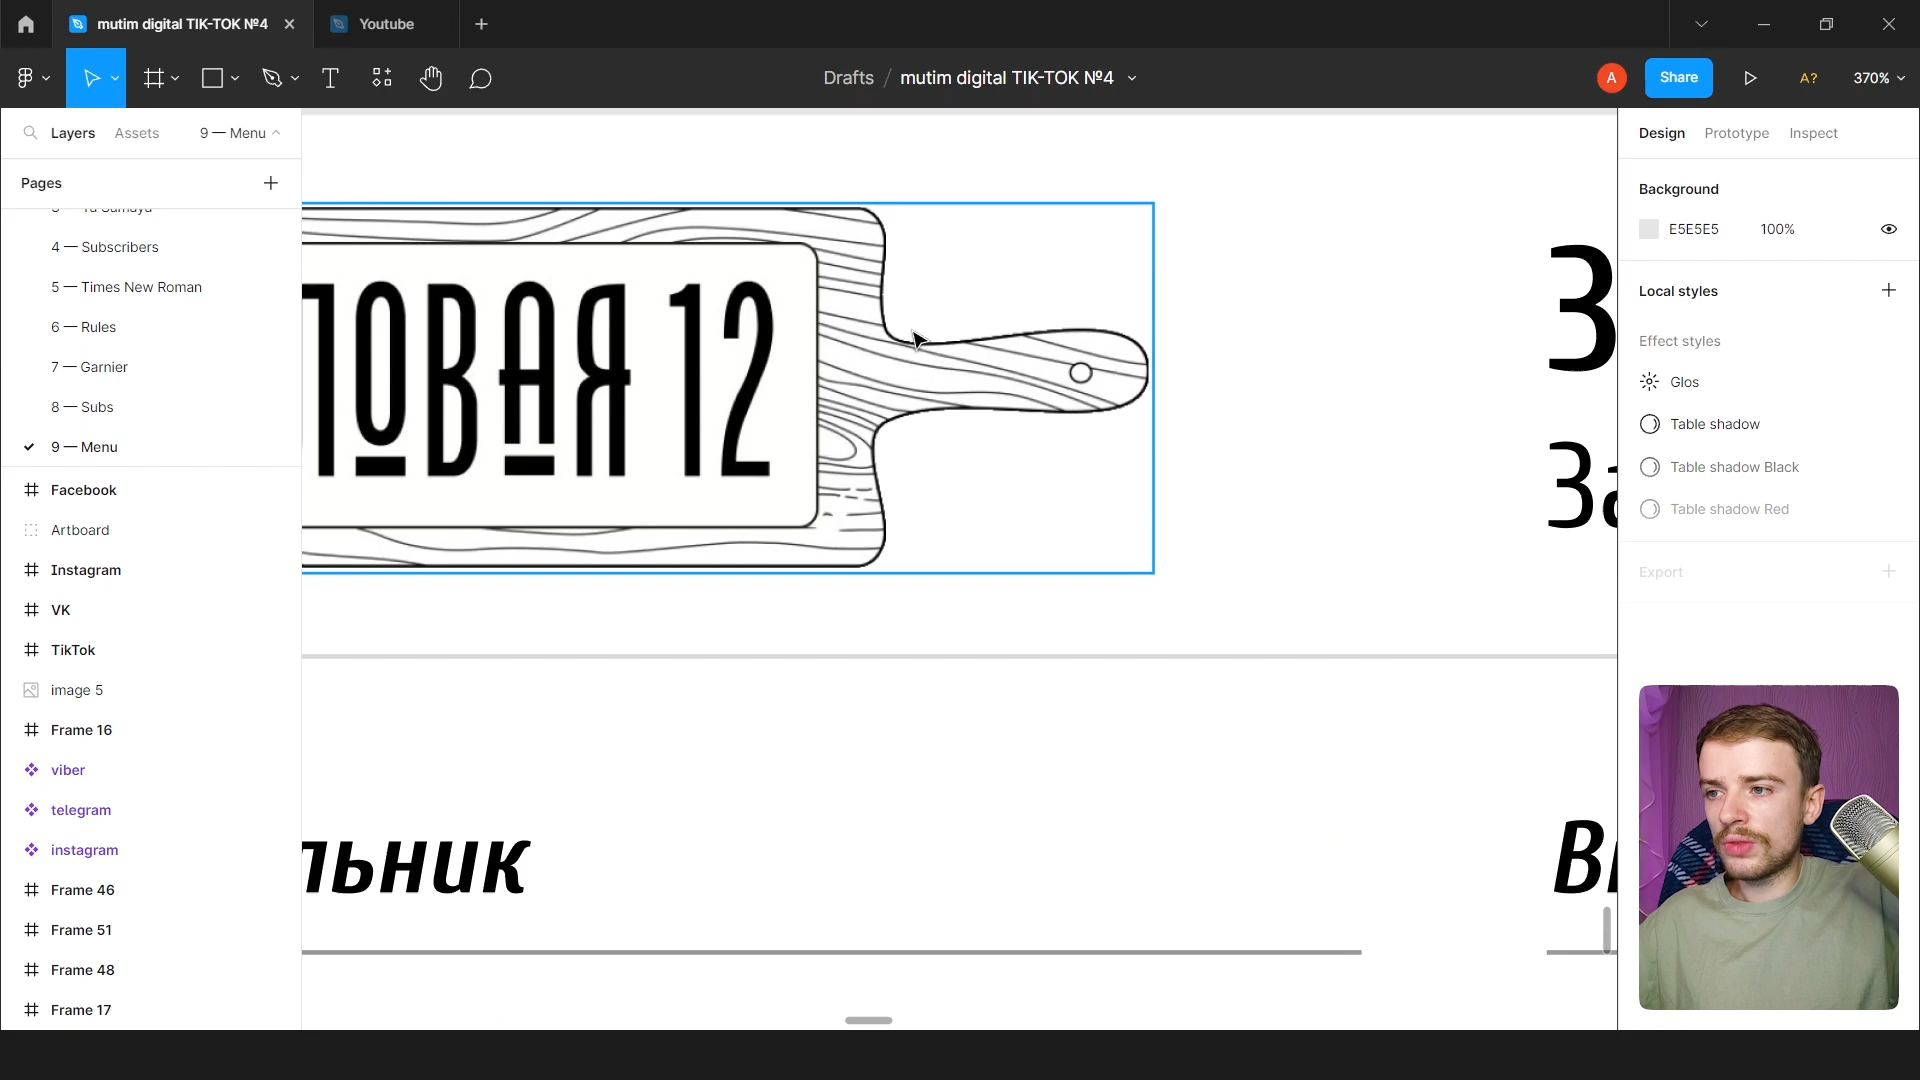 mutim digital TIK-TOK №4
Youtube
Drafts / mutim digital TIK-TOK №4
A
Share
A?
370%
Layers
Assets
9 — Menu
Pages
4 — Subscribers
5 — Times New Roman
6 — Rules
7 — Garnier
8 — Subs
9 — Menu
Facebook
Artboard
Instagram
VK
TikTok
image 5
Frame 16
viber
telegram
instagram
Frame 46
Frame 51
Frame 48
Frame 17
ЛОВАЯ 12
льник
З
За
Design
Prototype
Inspect
Background
E5E5E5
100%
Local styles
Effect styles
Glos
Table shadow
Table shadow Black
Table shadow Red
Export